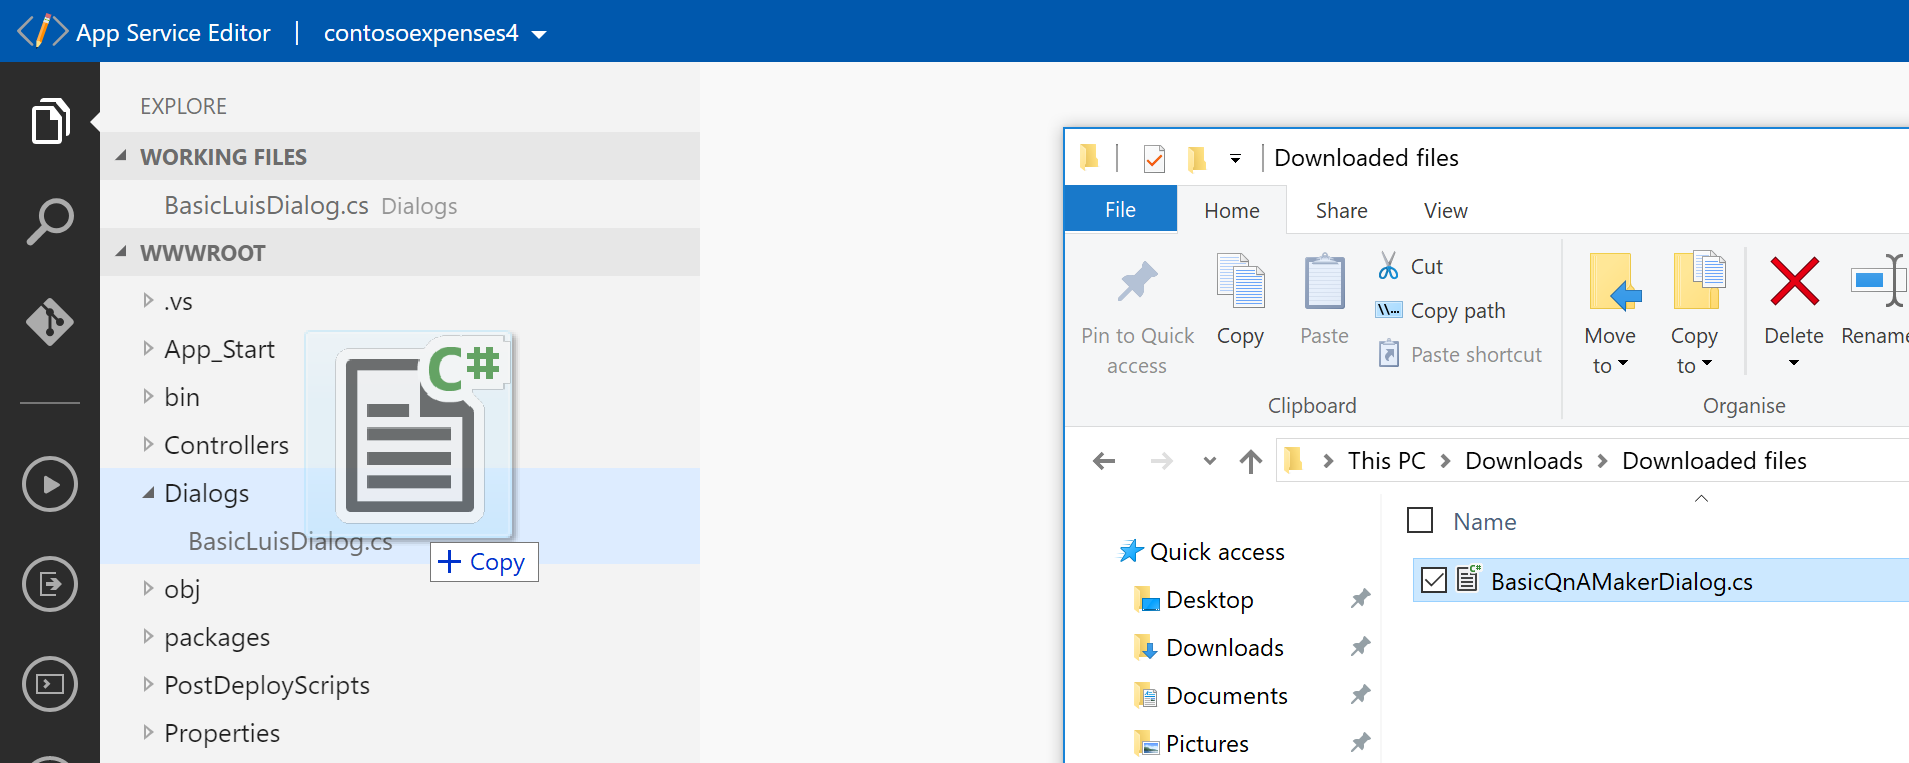 App Service Editor | contosoexpenses4
EXPLORE
WORKING FILES
BasicLuisDialog.cs Dialogs
WWWROOT
.vs
App_Start
bin
Controllers
Dialogs
BasicLuisDialog.cs
obj
packages
PostDeployScripts
Properties
C#
+ Copy
Downloaded files
File Home Share View
Pin to Quick
access
Copy
Paste
Cut
Copy path
Paste shortcut
Clipboard
Move
to
Copy
to
Delete
Rename
Organise
This PC > Downloads > Downloaded files
Quick access
Desktop
Downloads
Documents
Pictures
Name
BasicQnAMakerDialog.cs